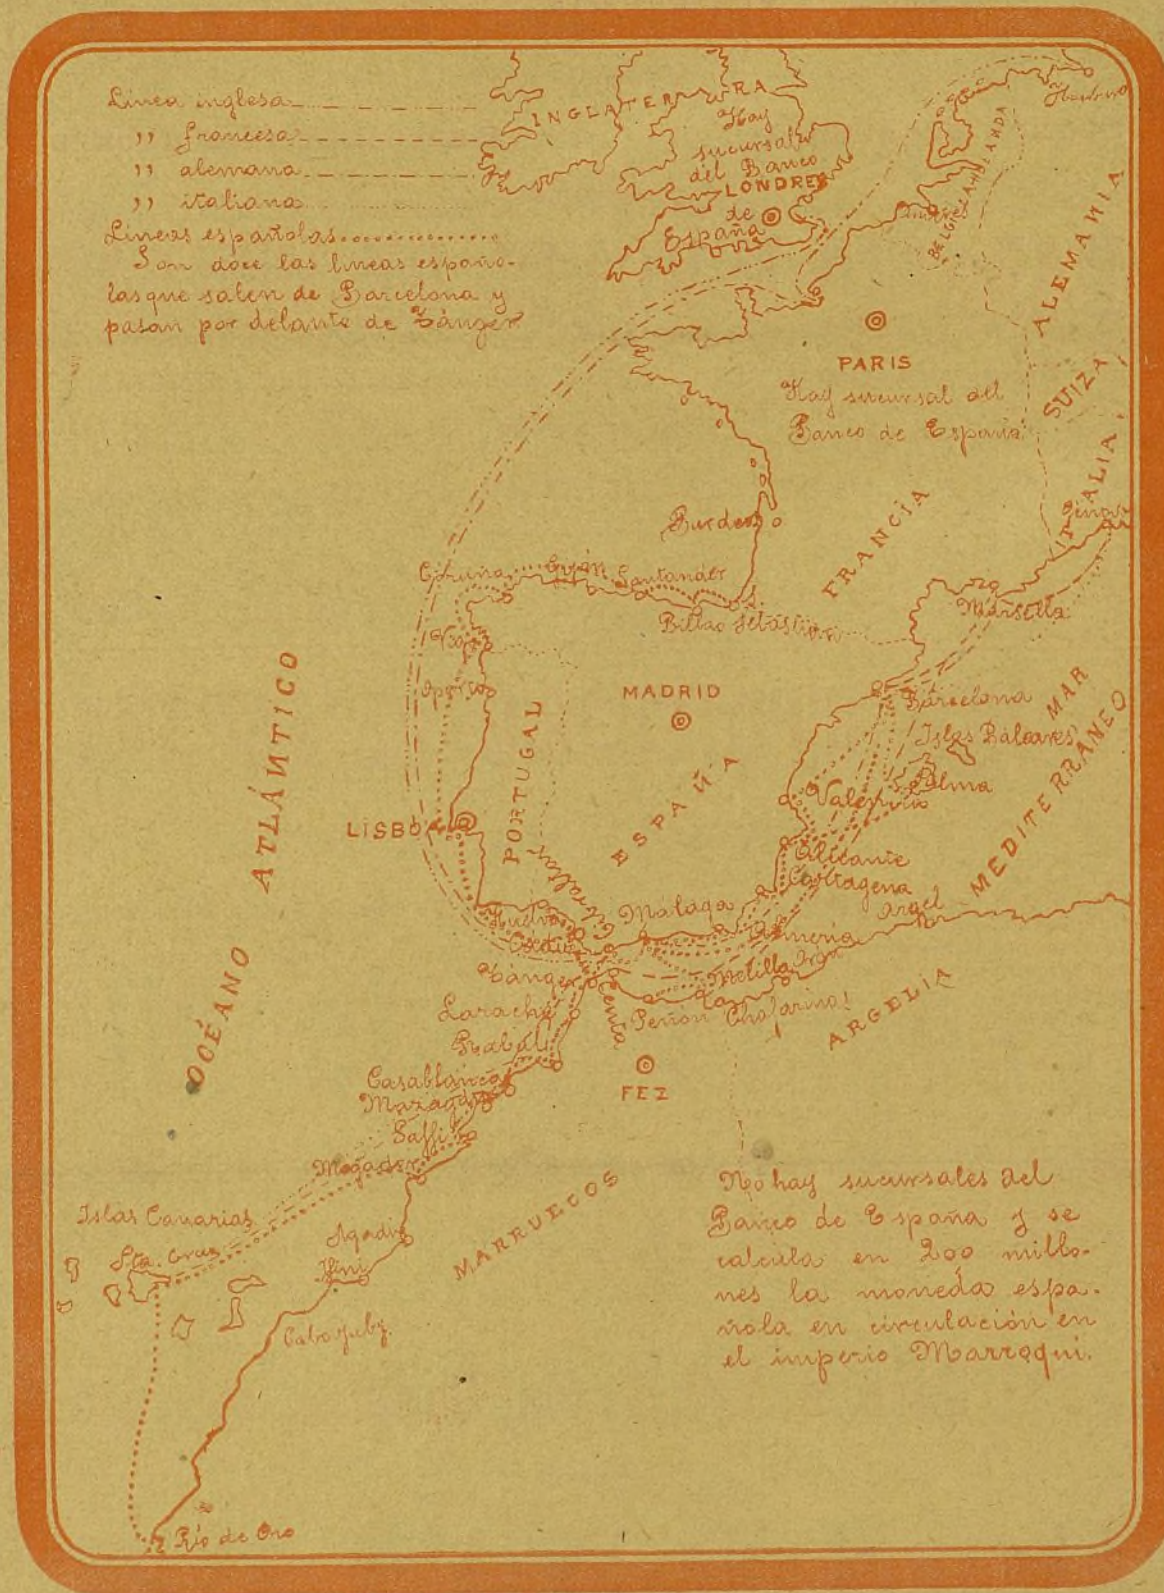 Línea inglesa
,, francesa
,, alemana
,, italiana
Líneas españolas
Son doce las líneas españo-
las que salen de Barcelona y
pasan por delante de Tánger
INGLATERRA
Hay
sucursal
del Banco
LONDRES
de
España
HOLANDA
BELGICA
Amberes
ALEMANIA
PARIS
Hay sucursal del
Banco de España
SUIZA
ITALIA
Génova
FRANCIA
Burdeos
Coruña
Gijón
Santander
Bilbao
S.
Sebastián
Marsella
Vigo
Oporto
MADRID
Barcelona
Islas Baleares
Palma
MAR
MEDITERRANEO
OCÉANO ATLÁNTICO
PORTUGAL
ESPAÑA
LISBOA
Valencia
Alicante
Cartagena
Argel
Gibraltar
Huelva
Málaga
Almería
Cádiz
Orán
Tánger
Melilla
Ceuta
Larache
Peñón
Chafarinas
ARGELIA
Rabat
FEZ
Casablanca
Mazagán
Saffi
Mogador
MARRUECOS
Islas Canarias
Sta. Cruz
Agadir
Ifni
Cabo Juby.
No hay sucursales del
Banco de España y se
calcula en 200 millo-
nes la moneda espa-
ñola en circulación en
el imperio Marroquí.
Río de Oro